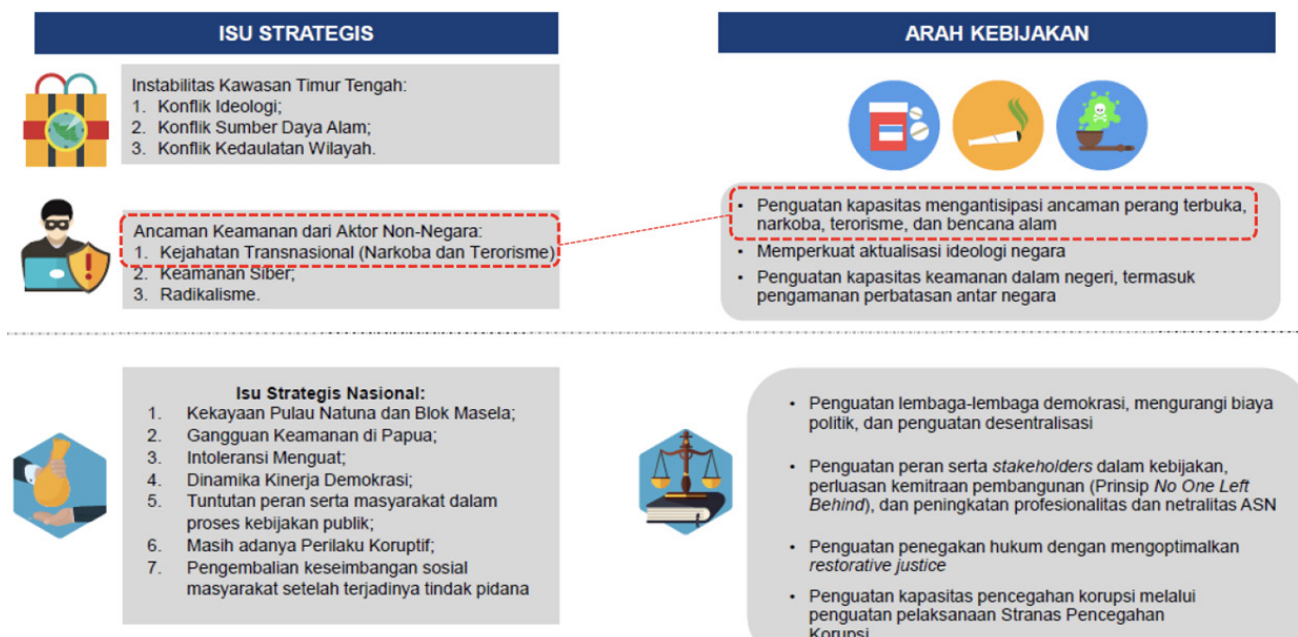 ISU STRATEGIS
Instabilitas Kawasan Timur Tengah:
1. Konflik Ideologi;
2. Konflik Sumber Daya Alam;
3. Konflik Kedaulatan Wilayah.
Ancaman Keamanan dari Aktor Non-Negara:
1. Kejahatan Transnasional (Narkoba dan Terorisme)
2. Keamanan Siber;
3. Radikalisme.
ARAH KEBIJAKAN
• Penguatan kapasitas mengantisipasi ancaman perang terbuka,
narkoba, terorisme, dan bencana alam
• Memperkuat aktualisasi ideologi negara
• Penguatan kapasitas keamanan dalam negeri, termasuk
pengamanan perbatasan antar negara
Isu Strategis Nasional:
1. Kekayaan Pulau Natuna dan Blok Masela;
2. Gangguan Keamanan di Papua;
3. Intoleransi Menguat;
4. Dinamika Kinerja Demokrasi;
5. Tuntutan peran serta masyarakat dalam
proses kebijakan publik;
6. Masih adanya Perilaku Koruptif;
7. Pengembalian keseimbangan sosial
masyarakat setelah terjadinya tindak pidana
• Penguatan lembaga-lembaga demokrasi, mengurangi biaya
politik, dan penguatan desentralisasi
• Penguatan peran serta stakeholders dalam kebijakan,
perluasan kemitraan pembangunan (Prinsip No One Left
Behind), dan peningkatan profesionalitas dan netralitas ASN
• Penguatan penegakan hukum dengan mengoptimalkan
restorative justice
• Penguatan kapasitas pencegahan korupsi melalui
penguatan pelaksanaan Stranas Pencegahan
Korupsi